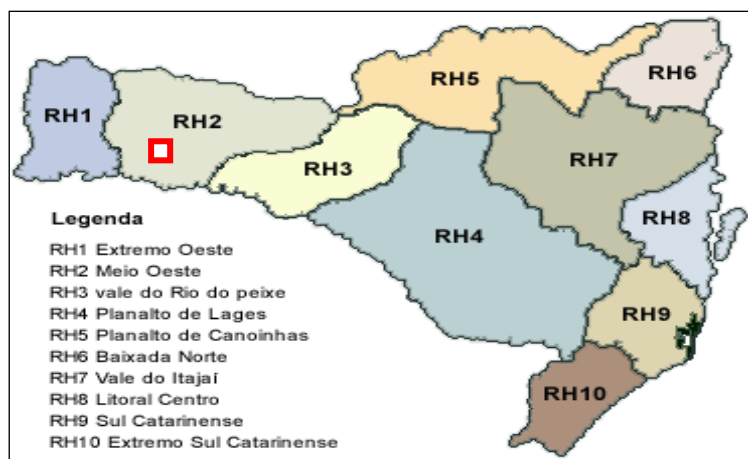 RH5
RH6
RH1
RH2
RH7
RH3
RH8
RH4
RH9
RH10
Legenda
RH1 Extremo Oeste
RH2 Meio Oeste
RH3 vale do Rio do peixe
RH4 Planalto de Lages
RH5 Planalto de Canoinhas
RH6 Baixada Norte
RH7 Vale do Itajaí
RH8 Litoral Centro
RH9 Sul Catarinense
RH10 Extremo Sul Catarinense